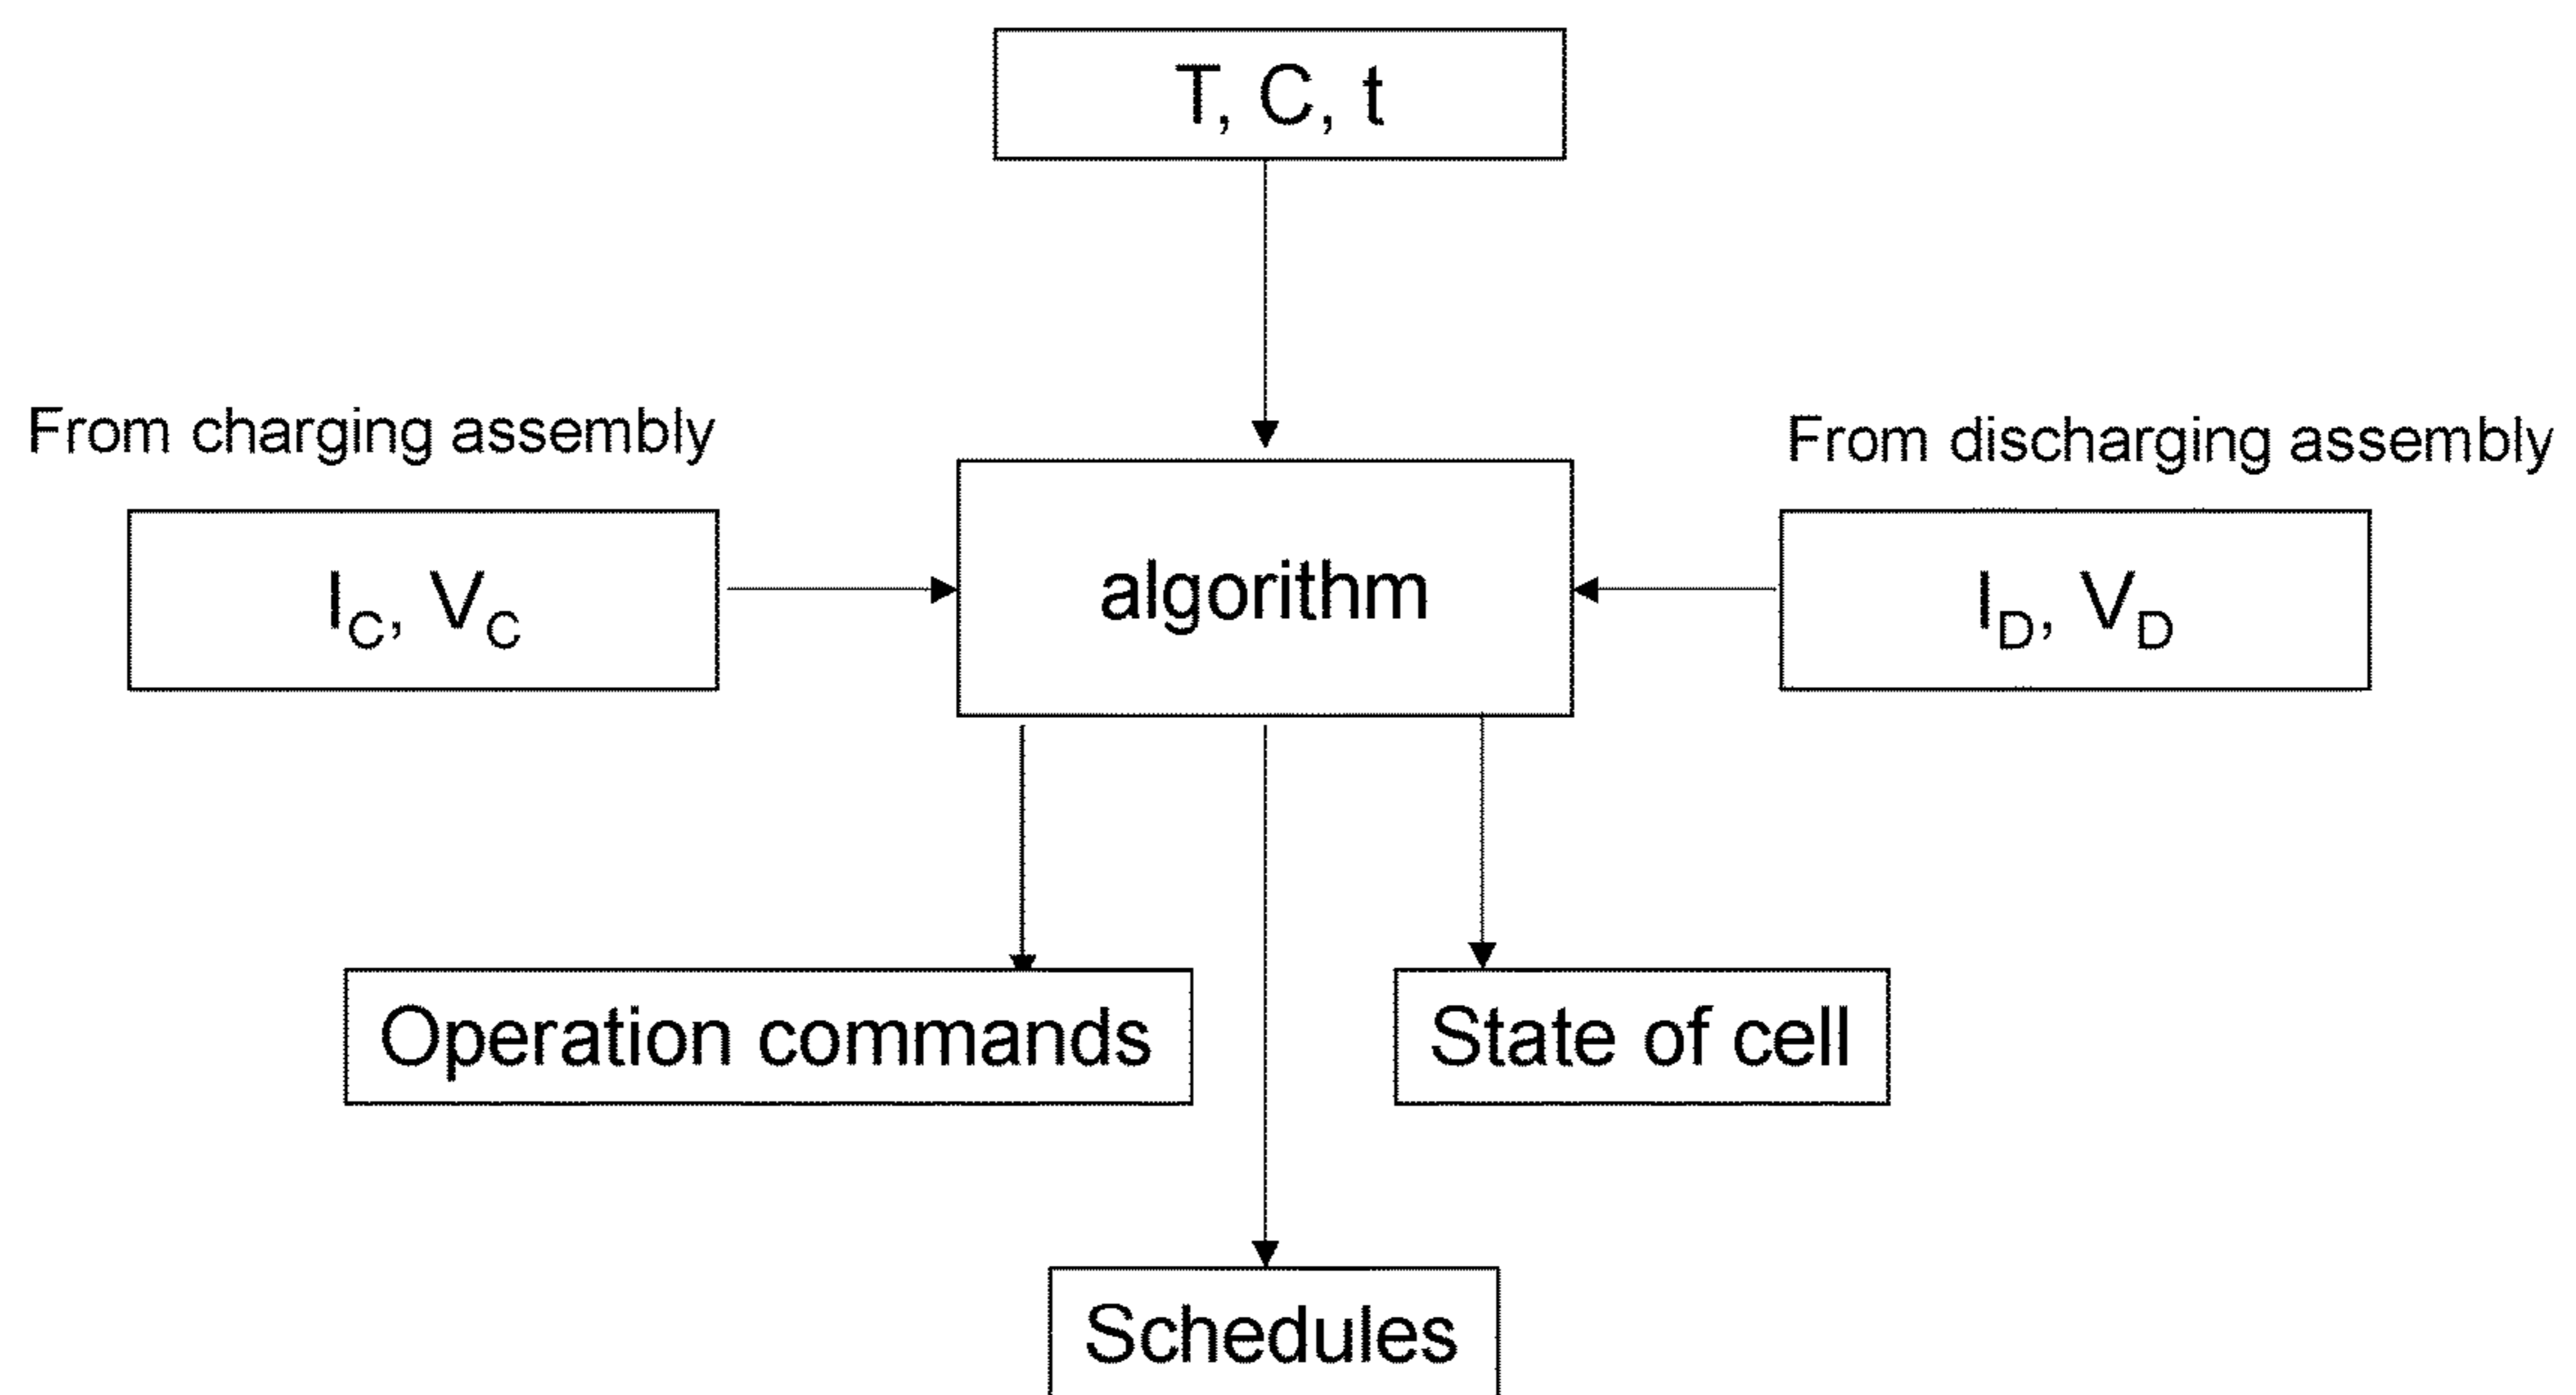 T, C, t
From charging assembly
From discharging assembly
I_C, V_C
algorithm
I_D, V_D
Operation commands
State of cell
Schedules